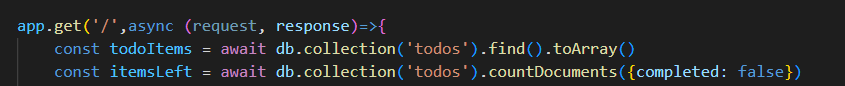 app.get('/',async (request, response)=>{
    const todoItems = await db.collection('todos').find().toArray()
    const itemsLeft = await db.collection('todos').countDocuments({completed: false})